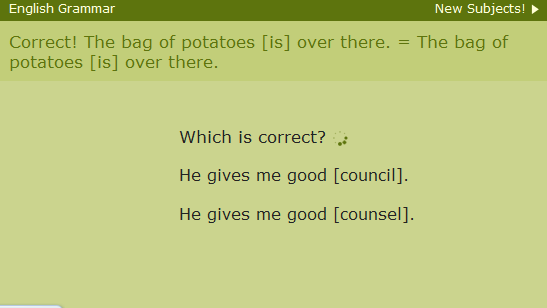 English Grammar New Subjects!
Correct! The bag of potatoes [is] over there. = The bag of
potatoes [is] over there.
Which is correct?
He gives me good [council].
He gives me good [counsel].